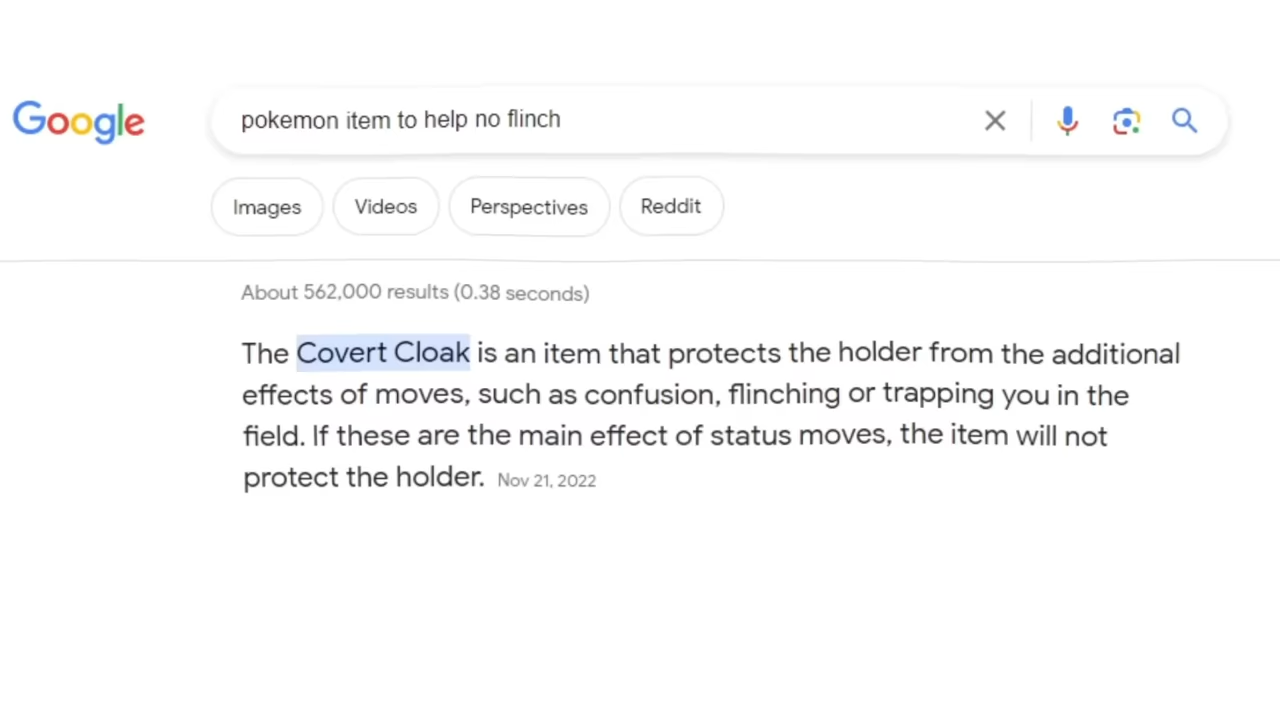 Google
pokemon item to help no flinch
Images
Videos
Perspectives
Reddit
About 562,000 results (0.38 seconds)
The Covert Cloak is an item that protects the holder from the additional
effects of moves, such as confusion, flinching or trapping you in the
field. If these are the main effect of status moves, the item will not
protect the holder. Nov 21, 2022